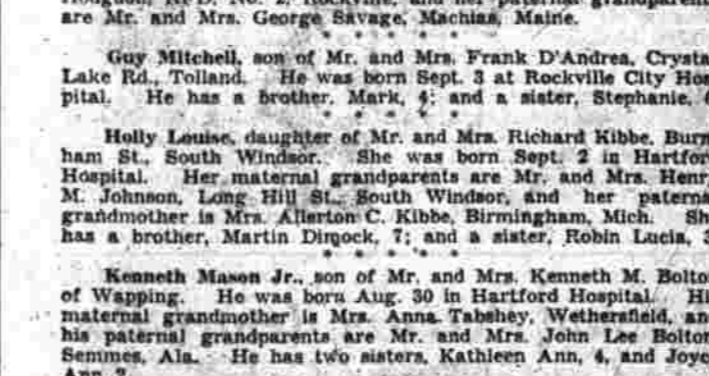 are Mr. and Mrs. George Savage, Machias, Maine.
* * * * *
Guy Mitchell, son of Mr. and Mrs. Frank D'Andrea, Crysta
Lake Rd., Tolland. He was born Sept. 3 at Rockville City Hos
pital. He has a brother, Mark, 4; and a sister, Stephanie,
* * * * *
Holly Louise, daughter of Mr. and Mrs. Richard Kibbe, Burn
ham St., South Windsor. She was born Sept. 2 in Hartfor
Hospital. Her maternal grandparents are Mr. and Mrs. Henr
M. Johnson, Long Hill St., South Windsor, and her paterna
grandmother is Mrs. Allerton C. Kibbe, Birmingham, Mich. Sh
has a brother, Martin Dimock, 7; and a sister, Robin Lucia, 3
* * * * *
Kenneth Mason Jr., son of Mr. and Mrs. Kenneth M. Bolto
of Wapping. He was born Aug. 30 in Hartford Hospital. Hi
maternal grandmother is Mrs. Anna Tabshey, Wethersfield, an
his paternal grandparents are Mr. and Mrs. John Lee Bolton
Semmes, Ala. He has two sisters, Kathleen Ann, 4, and Joyc